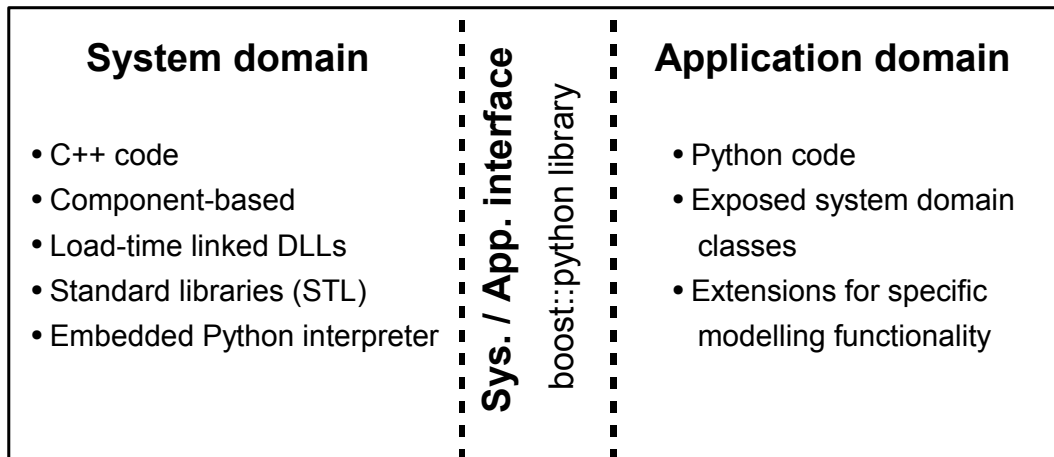 System domain
• C++ code
• Component-based
• Load-time linked DLLs
• Standard libraries (STL)
• Embedded Python interpreter
Sys. / App. interface
boost::python library
Application domain
• Python code
• Exposed system domain
classes
• Extensions for specific
modelling functionality